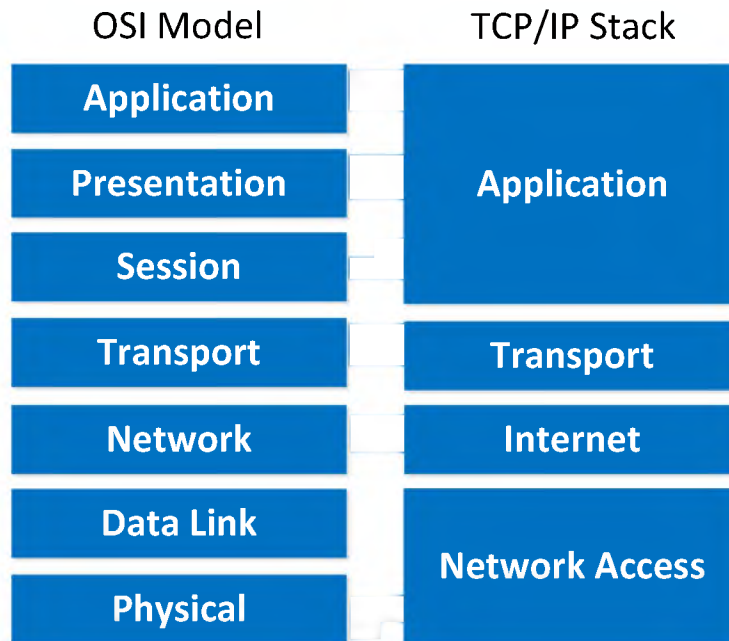 OSI Model
TCP/IP Stack
Application
Presentation
Session
Transport
Network
Data Link
Physical
Application
Transport
Internet
Network Access